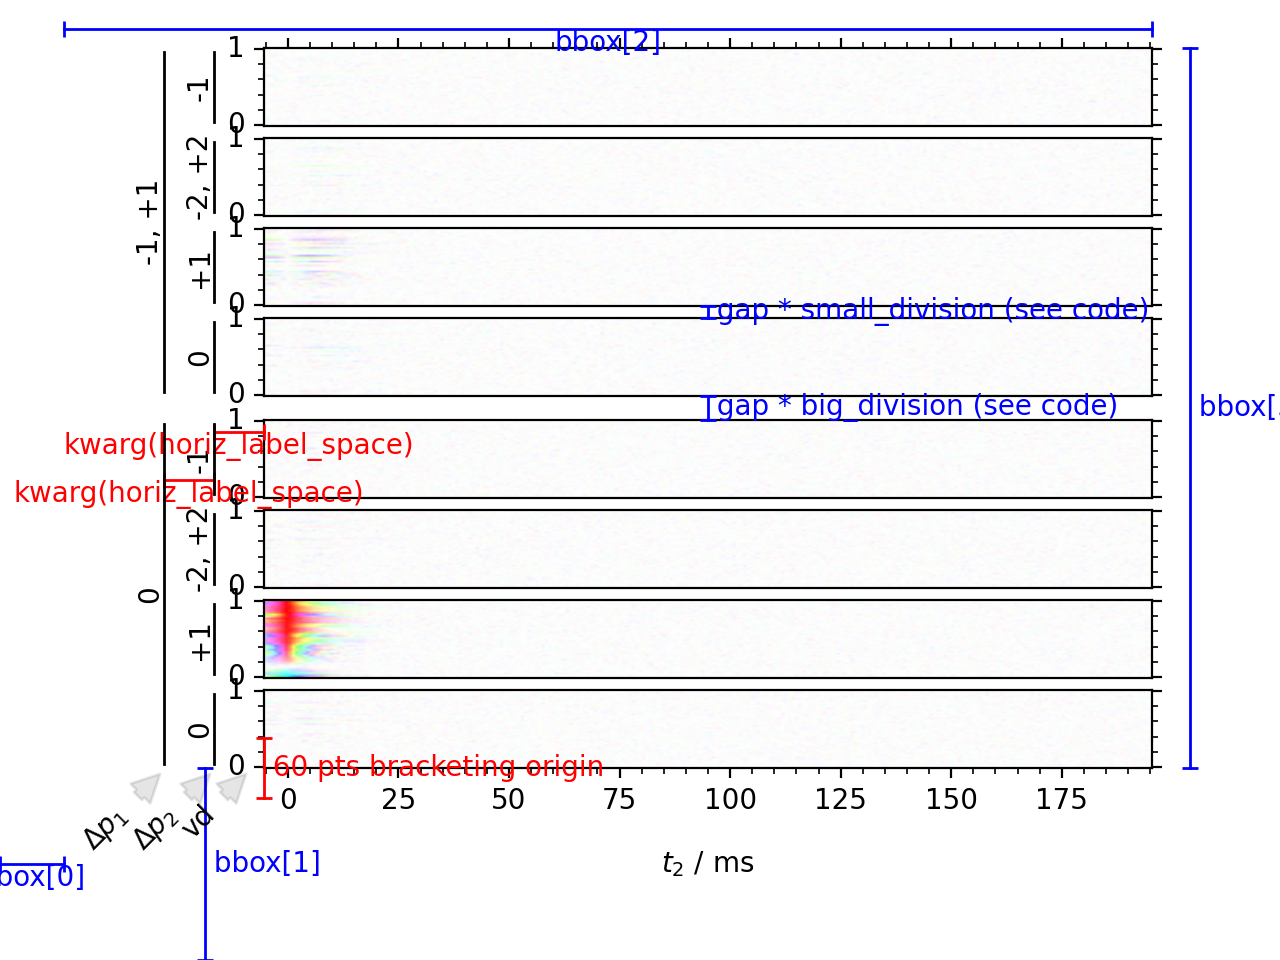 bbox[2]
1
-1
0
1
-2, +2
0
-1, +1
1
+1
0
gap * small_division (see code)
1
0
0
gap * big_division (see code)
bbox[
1
kwarg(horiz_label_space)
-1
kwarg(horiz_label_space)
0
1
-2, +2
0
0
1
+1
0
1
0
0
60 pts bracketing origin
0 25 50 75 100 125 150 175
Δp₁ Δp₂ vd
bbox[1]
t₂ / ms
box[0]